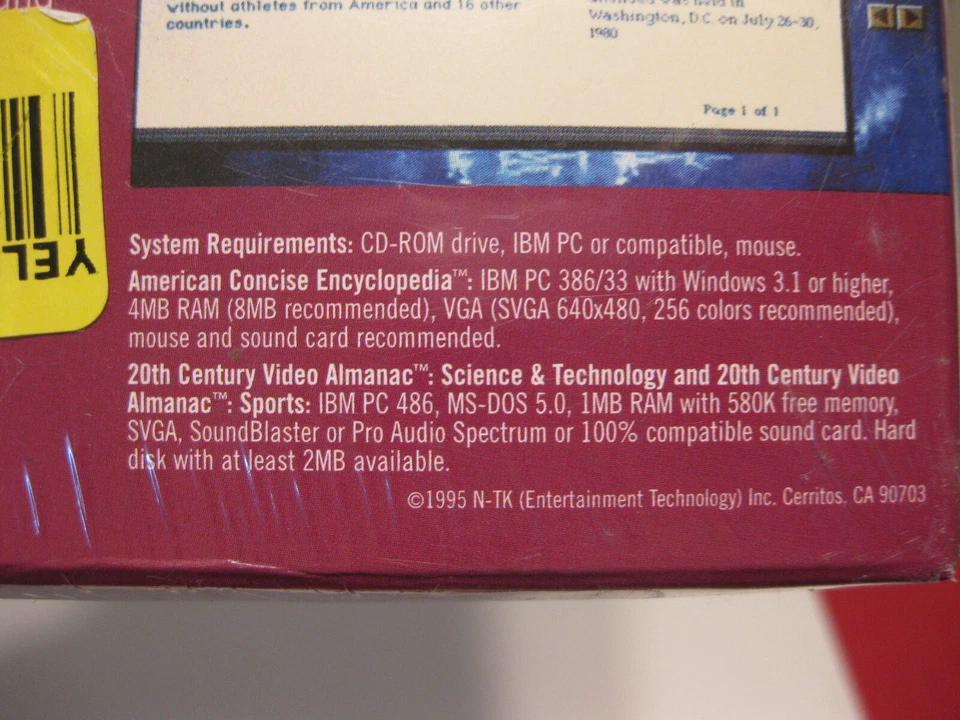 without athletes from America and 16 other
countries.
Washington, D.C. on July 26-30,
1980
Page 1 of 1
YEL
System Requirements: CD-ROM drive, IBM PC or compatible, mouse.
American Concise Encyclopedia™: IBM PC 386/33 with Windows 3.1 or higher,
4MB RAM (8MB recommended), VGA (SVGA 640x480, 256 colors recommended),
mouse and sound card recommended.
20th Century Video Almanac™: Science & Technology and 20th Century Video
Almanac™: Sports: IBM PC 486, MS-DOS 5.0, 1MB RAM with 580K free memory,
SVGA, SoundBlaster or Pro Audio Spectrum or 100% compatible sound card. Hard
disk with at least 2MB available.
©1995 N-TK (Entertainment Technology) Inc. Cerritos, CA 90703